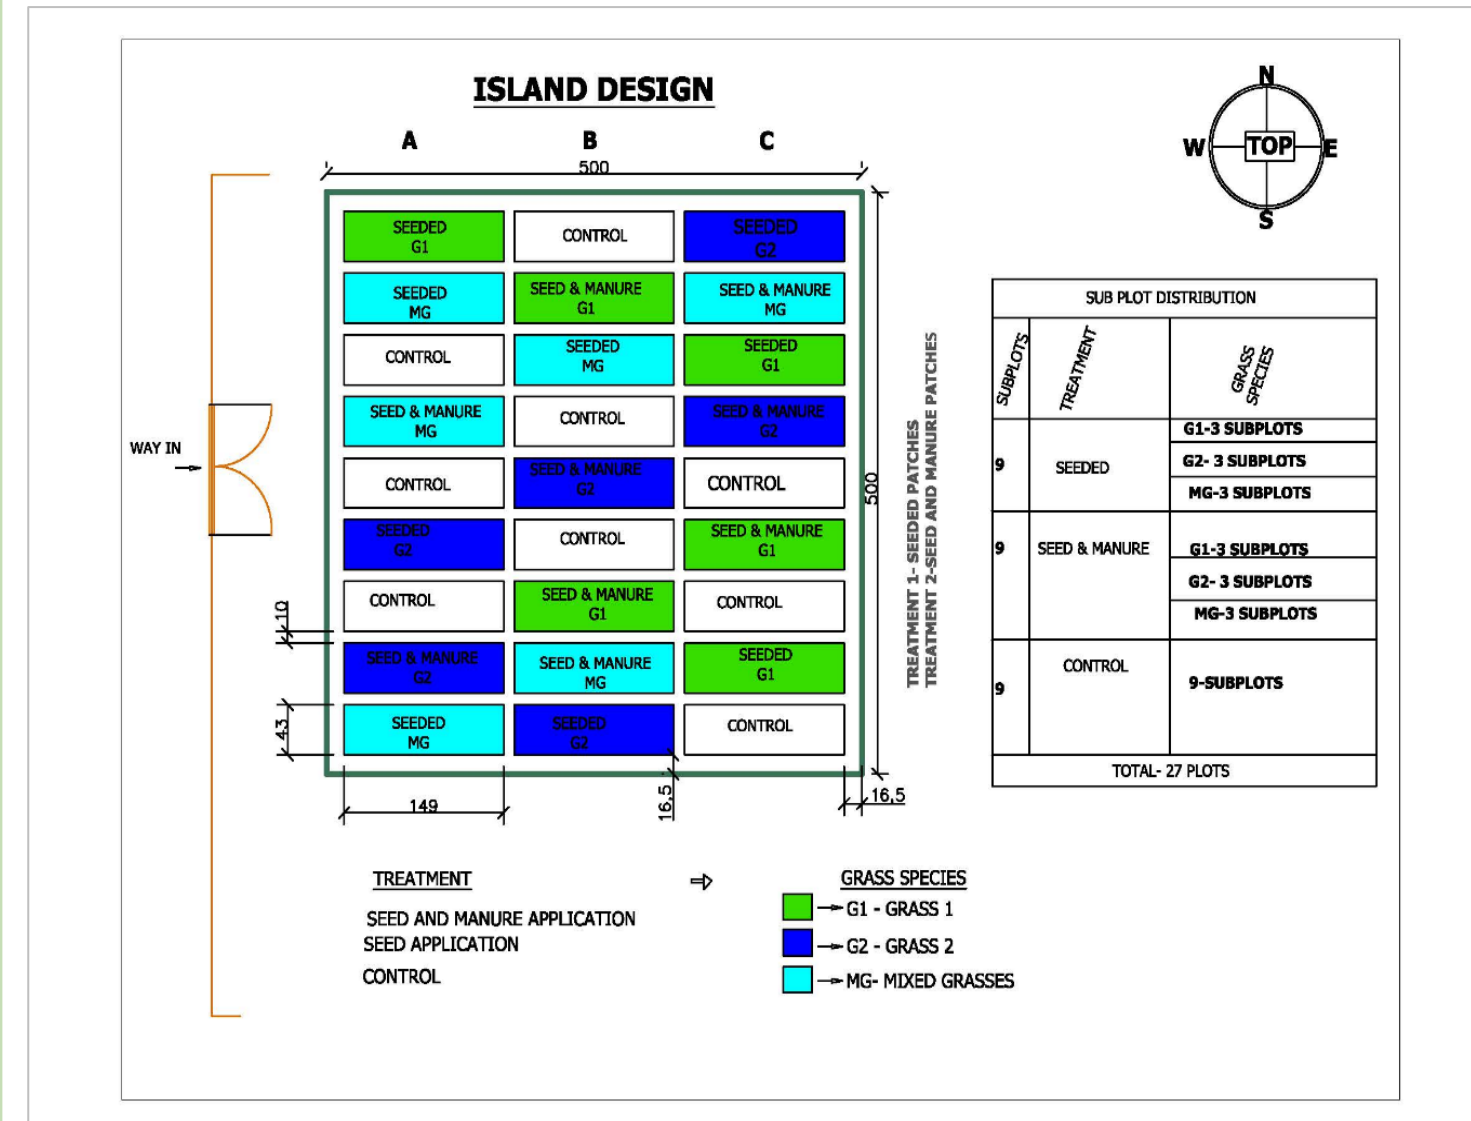 ISLAND DESIGN
N
W TOP E
S
A B C
500
SEEDED
G1
CONTROL
SEEDED
G2
SEEDED
MG
SEED & MANURE
G1
SEED & MANURE
MG
CONTROL
SEEDED
MG
SEEDED
G1
SEED & MANURE
MG
CONTROL
SEED & MANURE
G2
CONTROL
SEED & MANURE
G2
CONTROL
SEEDED
G2
CONTROL
SEED & MANURE
G1
CONTROL
SEED & MANURE
G1
CONTROL
SEED & MANURE
G2
SEED & MANURE
MG
SEEDED
G1
SEEDED
MG
SEEDED
G2
CONTROL
WAY IN
500
10
43
149
16,5
16,5
TREATMENT 1- SEEDED PATCHES
TREATMENT 2-SEED AND MANURE PATCHES
SUB PLOT DISTRIBUTION
SUBPLOTS
TREATMENT
GRASS
SPECIES
9
SEEDED
G1-3 SUBPLOTS
G2- 3 SUBPLOTS
MG-3 SUBPLOTS
9
SEED & MANURE
G1-3 SUBPLOTS
G2- 3 SUBPLOTS
MG-3 SUBPLOTS
9
CONTROL
9-SUBPLOTS
TOTAL- 27 PLOTS
TREATMENT
SEED AND MANURE APPLICATION
SEED APPLICATION
CONTROL
GRASS SPECIES
G1 - GRASS 1
G2 - GRASS 2
MG- MIXED GRASSES